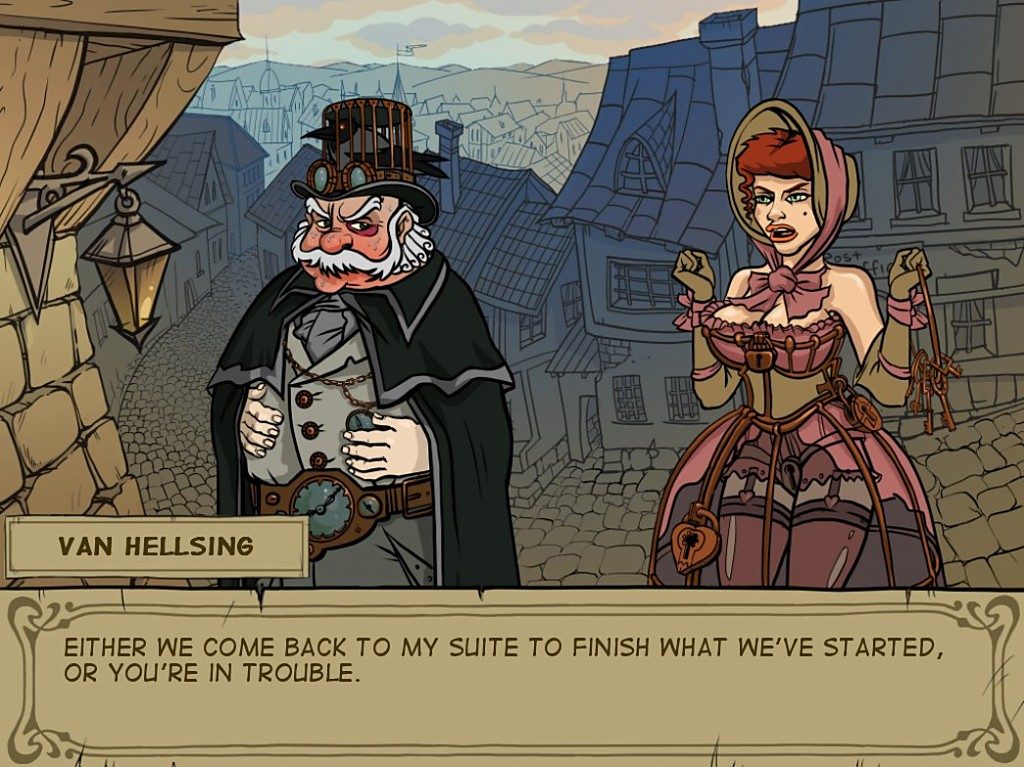 Post
VAN HELLSING
EITHER WE COME BACK TO MY SUITE TO FINISH WHAT WE'VE STARTED,
OR YOU'RE IN TROUBLE.